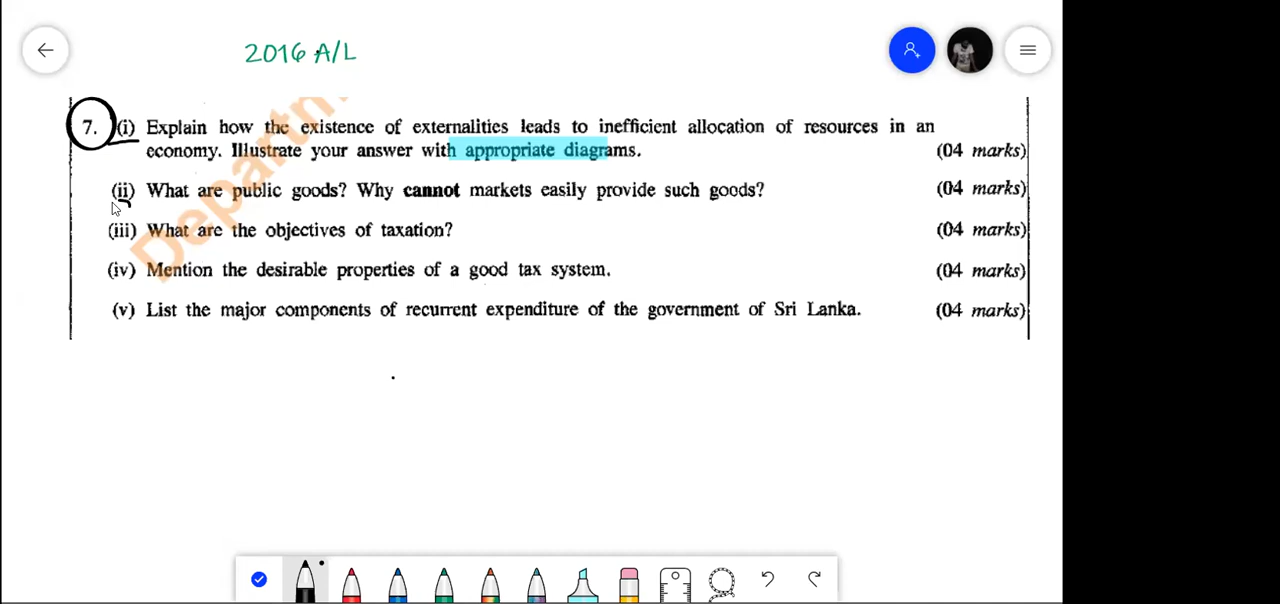 2016 A/L
7. (i) Explain how the existence of externalities leads to inefficient allocation of resources in an
economy. Illustrate your answer with appropriate diagrams. (04 marks)
(ii) What are public goods? Why cannot markets easily provide such goods? (04 marks)
(iii) What are the objectives of taxation? (04 marks)
(iv) Mention the desirable properties of a good tax system. (04 marks)
(v) List the major components of recurrent expenditure of the government of Sri Lanka. (04 marks)
Departm